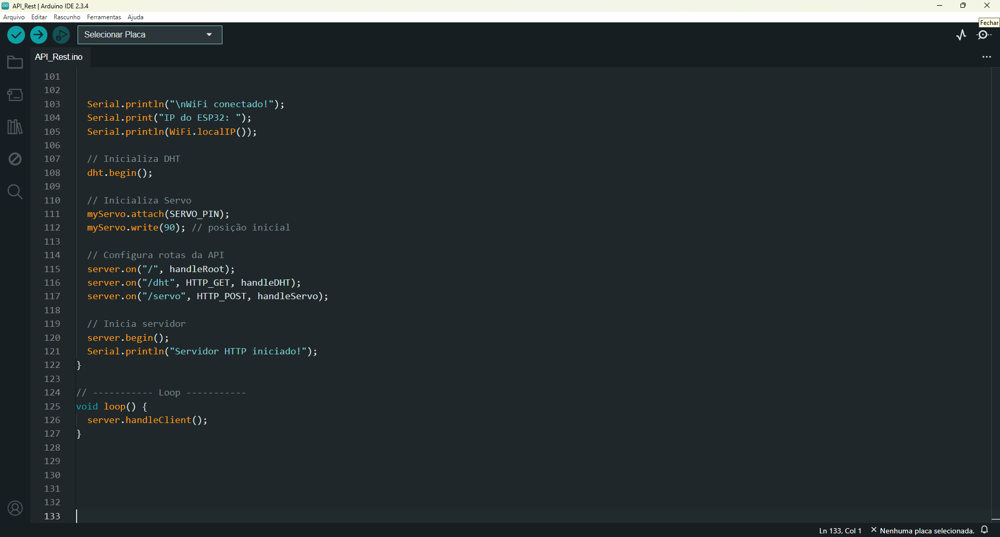 API_Rest | Arduino IDE 2.3.4
Arquivo Editar Rascunho Ferramentas Ajuda
Fechar
Selecionar Placa
API_Rest.ino
101
102
103 Serial.println("\nWiFi conectado!");
104 Serial.print("IP do ESP32: ");
105 Serial.println(WiFi.localIP());
106
107 // Inicializa DHT
108 dht.begin();
109
110 // Inicializa Servo
111 myServo.attach(SERVO_PIN);
112 myServo.write(90); // posição inicial
113
114 // Configura rotas da API
115 server.on("/", handleRoot);
116 server.on("/dht", HTTP_GET, handleDHT);
117 server.on("/servo", HTTP_POST, handleServo);
118
119 // Inicia servidor
120 server.begin();
121 Serial.println("Servidor HTTP iniciado!");
122 }
123
124 // ----------- Loop -----------
125 void loop() {
126 server.handleClient();
127 }
128
129
130
131
132
133
Ln 133, Col 1 Nenhuma placa selecionada.